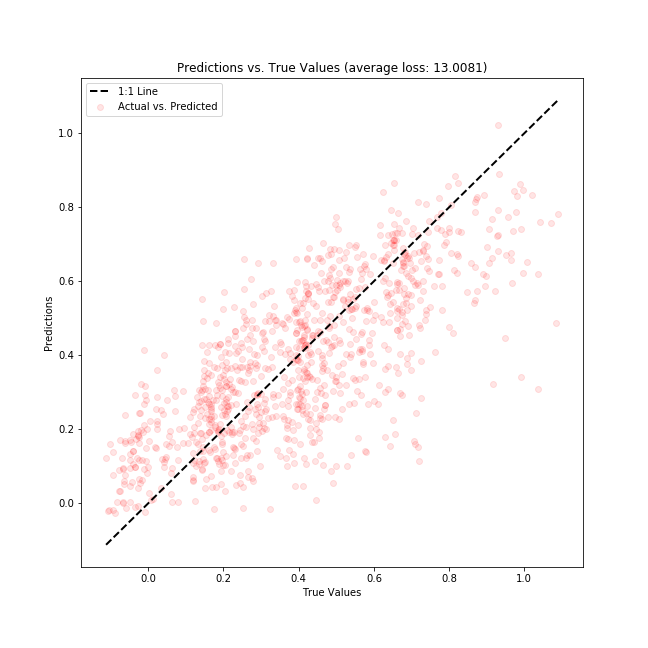 Predictions vs. True Values (average loss: 13.0081)
1:1 Line
Actual vs. Predicted
1.0
0.8
0.6
0.4
0.2
0.0
Predictions
0.0 0.2 0.4 0.6 0.8 1.0
True Values